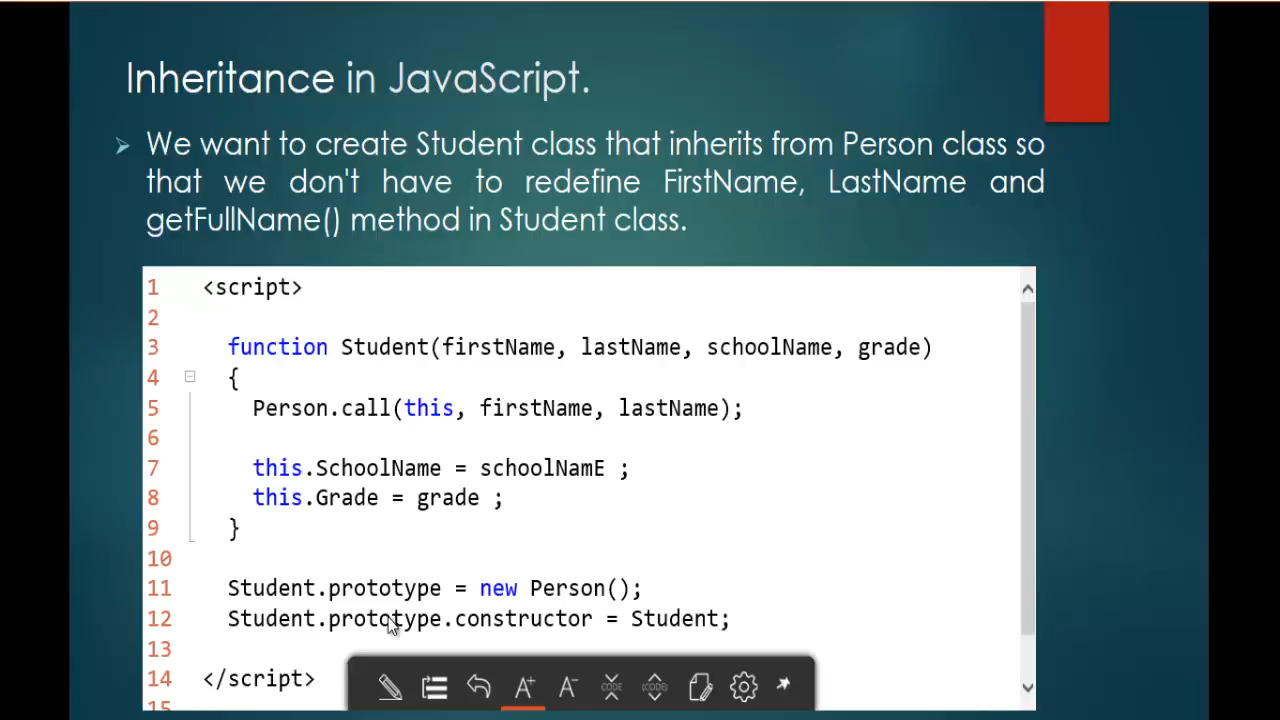 Inheritance in JavaScript.
We want to create Student class that inherits from Person class so
that we don't have to redefine FirstName, LastName and
getFullName() method in Student class.
1 <script>
2
3 function Student(firstName, lastName, schoolName, grade)
4 {
5 Person.call(this, firstName, lastName);
6
7 this.SchoolName = schoolNamE ;
8 this.Grade = grade ;
9 }
10
11 Student.prototype = new Person();
12 Student.prototype.constructor = Student;
13
14 </script>
15
A+ A- CODE (CODE)